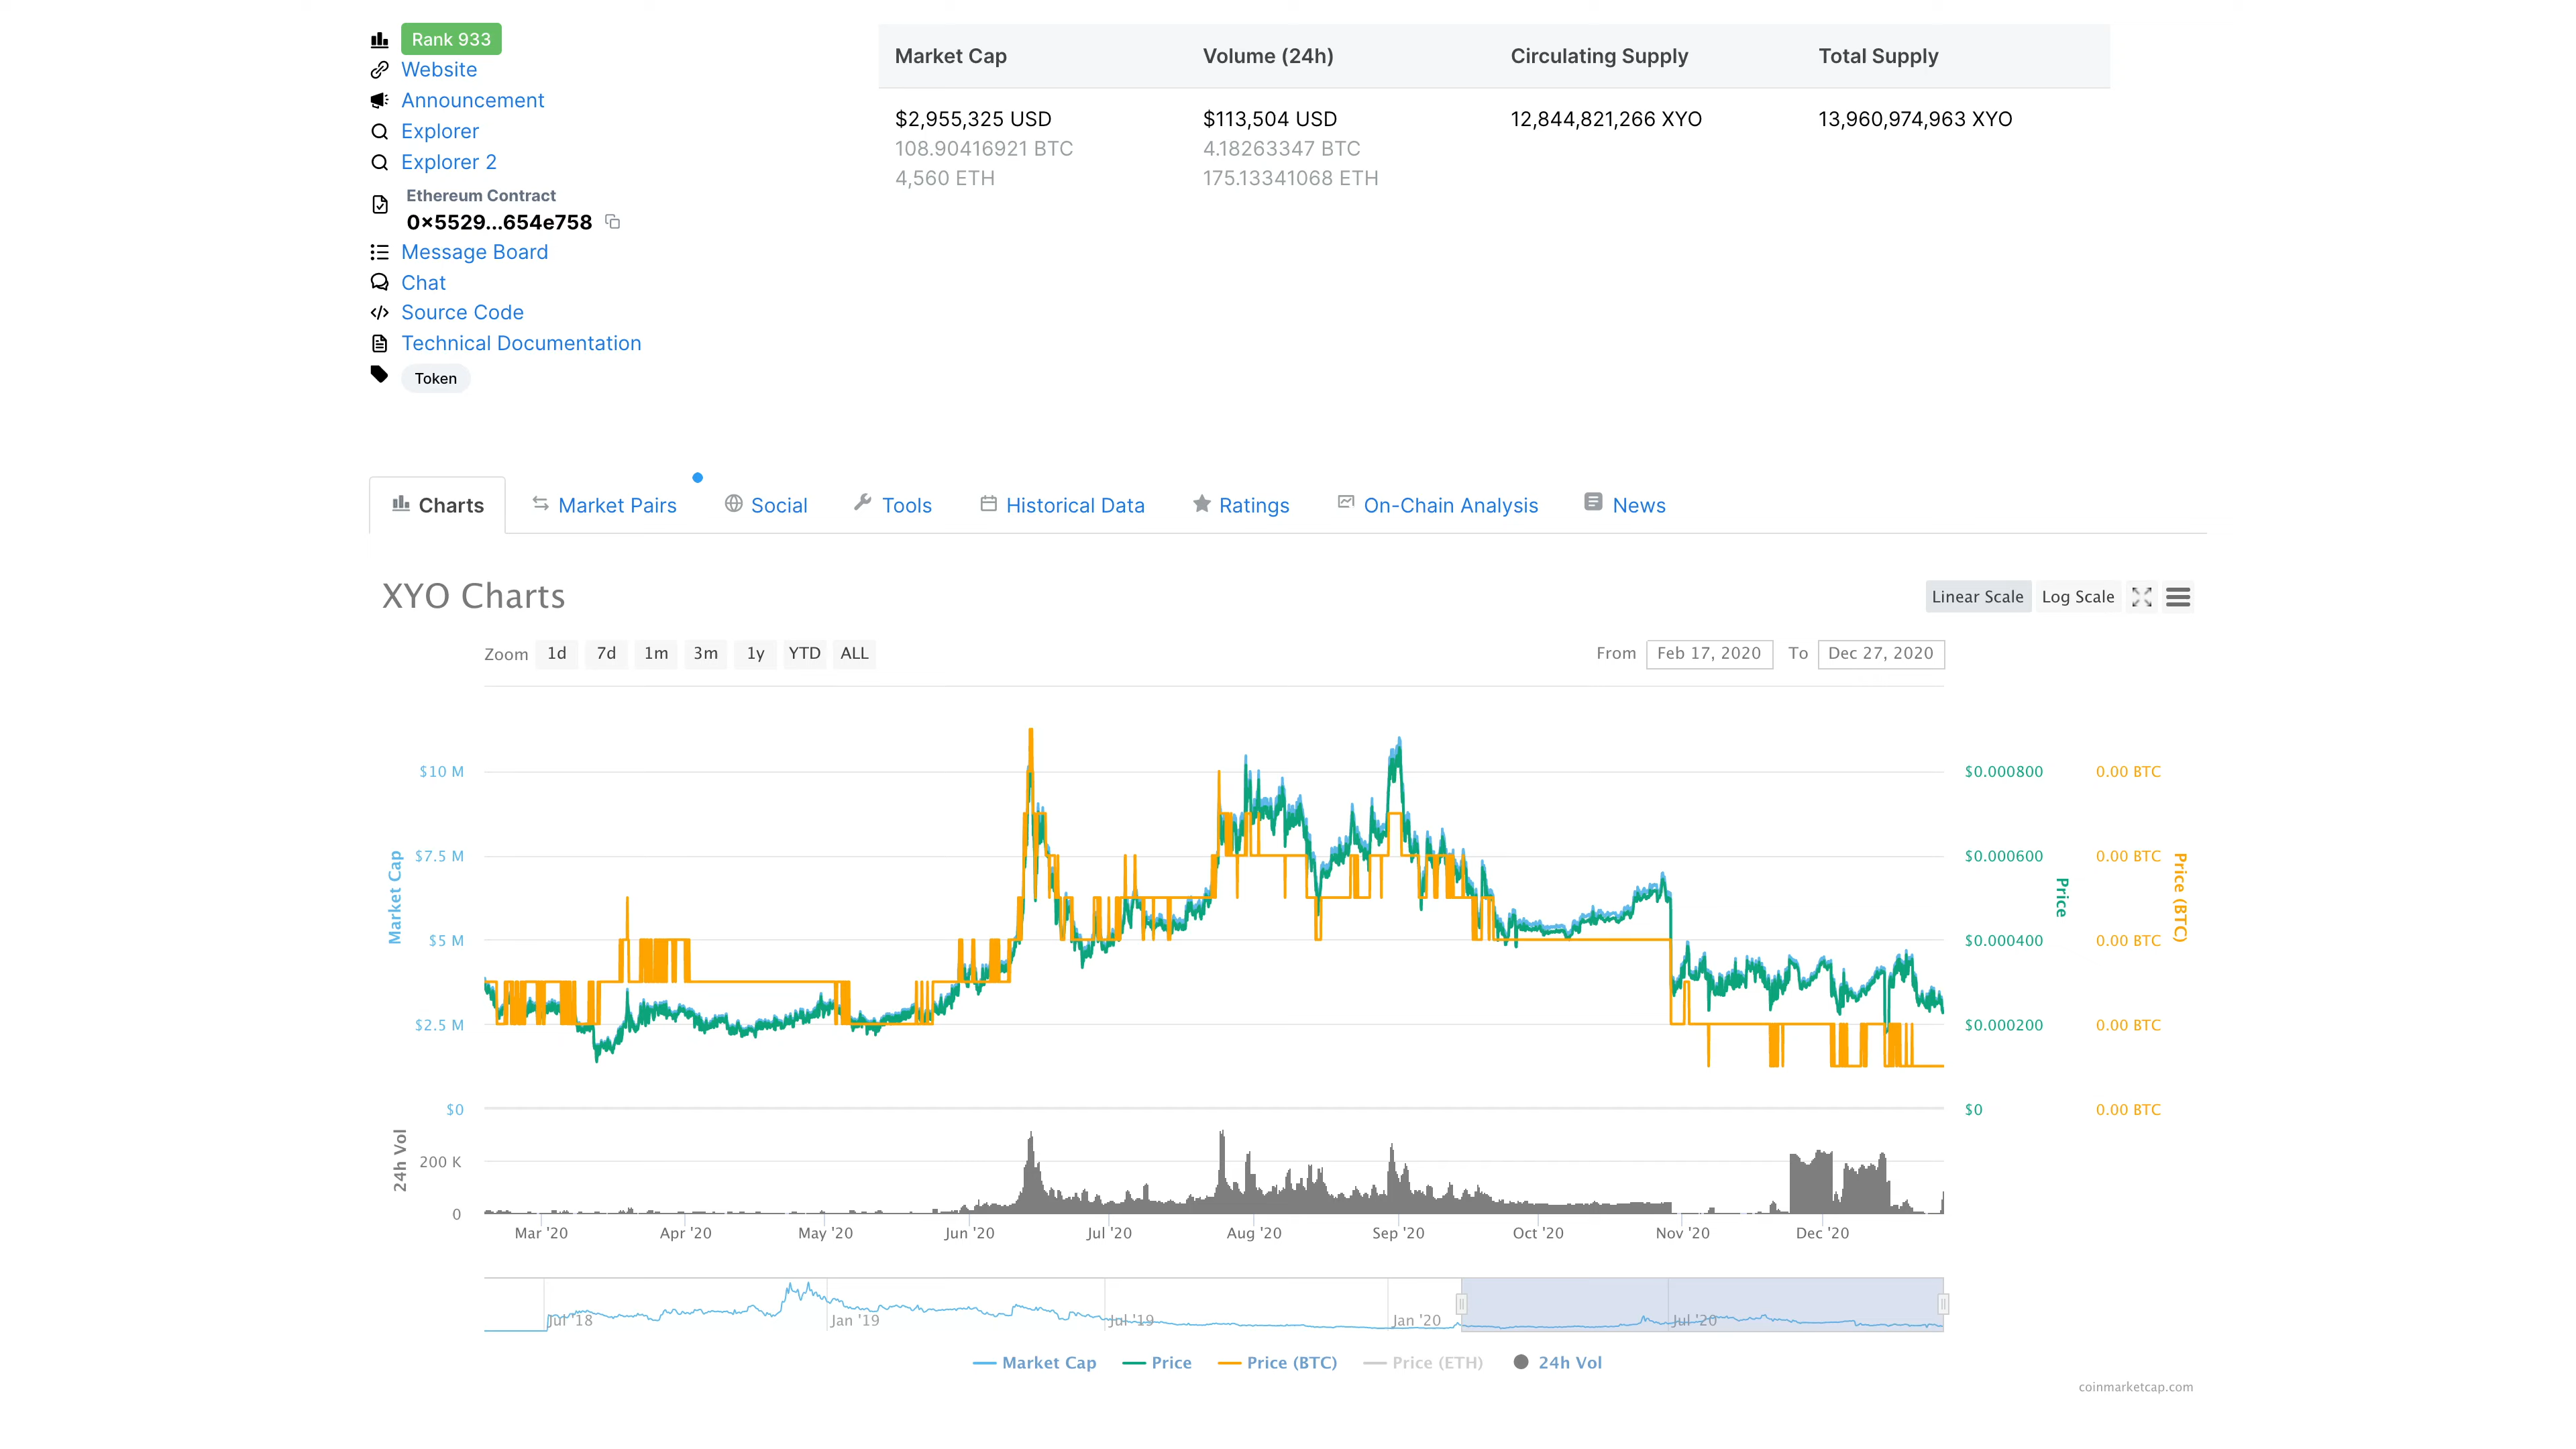 Rank 933
Website
Announcement
Explorer
Explorer 2
Ethereum Contract
0x5529...654e758
Message Board
Chat
Source Code
Technical Documentation
Token
Market Cap Volume (24h) Circulating Supply Total Supply
$2,955,325 USD $113,504 USD 12,844,821,266 XYO 13,960,974,963 XYO
108.90416921 BTC 4.18263347 BTC
4,560 ETH 175.13341068 ETH
Charts Market Pairs Social Tools Historical Data Ratings On-Chain Analysis News
XYO Charts
Linear Scale Log Scale
Zoom 1d 7d 1m 3m 1y YTD ALL
From Feb 17, 2020 To Dec 27, 2020
$10 M $0.000800 0.00 BTC
$7.5 M $0.000600 0.00 BTC
$5 M $0.000400 0.00 BTC
$2.5 M $0.000200 0.00 BTC
$0 $0 0.00 BTC
Market Cap
Price
Price (BTC)
24h Vol
200 K
0
Mar '20 Apr '20 May '20 Jun '20 Jul '20 Aug '20 Sep '20 Oct '20 Nov '20 Dec '20
Jul '18 Jan '19 Jul '19 Jan '20 Jul '20
Market Cap Price Price (BTC) Price (ETH) 24h Vol
coinmarketcap.com